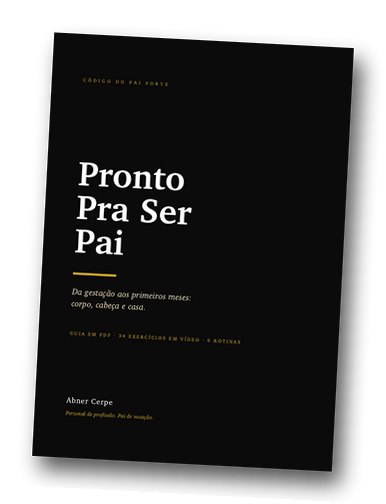 CÓDIGO DO PAI FORTE
Pronto
Pra Ser
Pai
Da gestação aos primeiros meses:
corpo, cabeça e casa.
GUIA EM PDF · 34 EXERCÍCIOS EM VÍDEO · 6 ROTINAS
Abner Cerpe
Personal de profissão. Pai de vocação.